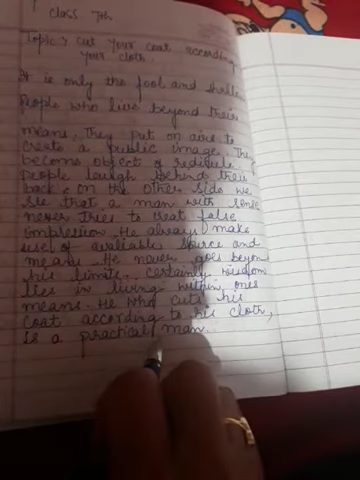 Class 7th
Topic: Cut your coat according
your cloth.
It is only the fool and shallow
people who live beyond their
means. They put on airs to
create a public image. They
become object of redicule
people laugh behind their
back. On the other side we
see that a man with sense
never tries to creat false
impression. He always make
use of avaliable source and
means. He never goes beyond
his limits. Certainly wisdom
lies in living within ones
means. He who cuts his
coat according to his cloth,
is a practical man.